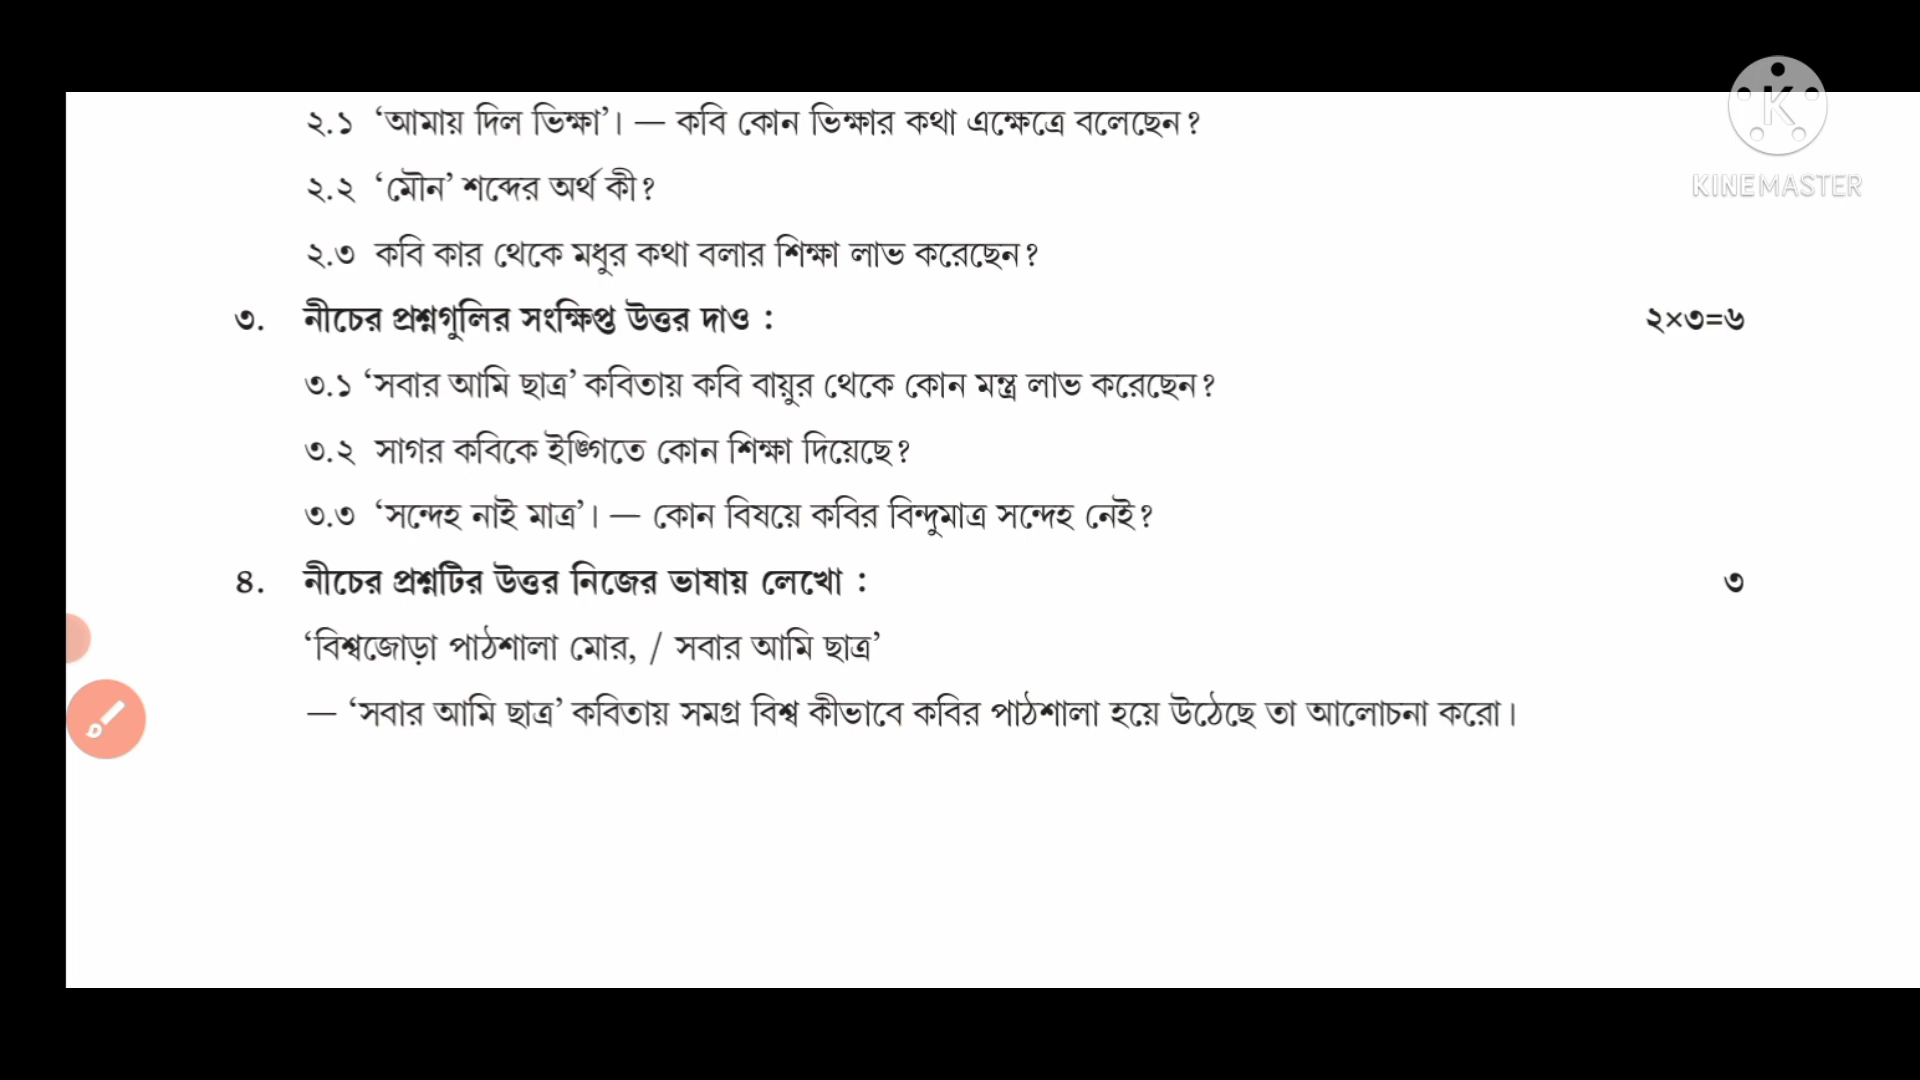 ২.১ ‘আমায় দিল ভিক্ষা’। — কবি কোন ভিক্ষার কথা এক্ষেত্রে বলেছেন?
২.২ ‘মৌন’ শব্দের অর্থ কী?
২.৩ কবি কার থেকে মধুর কথা বলার শিক্ষা লাভ করেছেন?
৩. নীচের প্রশ্নগুলির সংক্ষিপ্ত উত্তর দাও : ২×৩=৬
৩.১ ‘সবার আমি ছাত্র’ কবিতায় কবি বায়ুর থেকে কোন মন্ত্র লাভ করেছেন?
৩.২ সাগর কবিকে ইঙ্গিতে কোন শিক্ষা দিয়েছে?
৩.৩ ‘সন্দেহ নাই মাত্র’। — কোন বিষয়ে কবির বিন্দুমাত্র সন্দেহ নেই?
৪. নীচের প্রশ্নটির উত্তর নিজের ভাষায় লেখো : ৩
‘বিশ্বজোড়া পাঠশালা মোর, / সবার আমি ছাত্র’
— ‘সবার আমি ছাত্র’ কবিতায় সমগ্র বিশ্ব কীভাবে কবির পাঠশালা হয়ে উঠেছে তা আলোচনা করো।
K
KINEMASTER